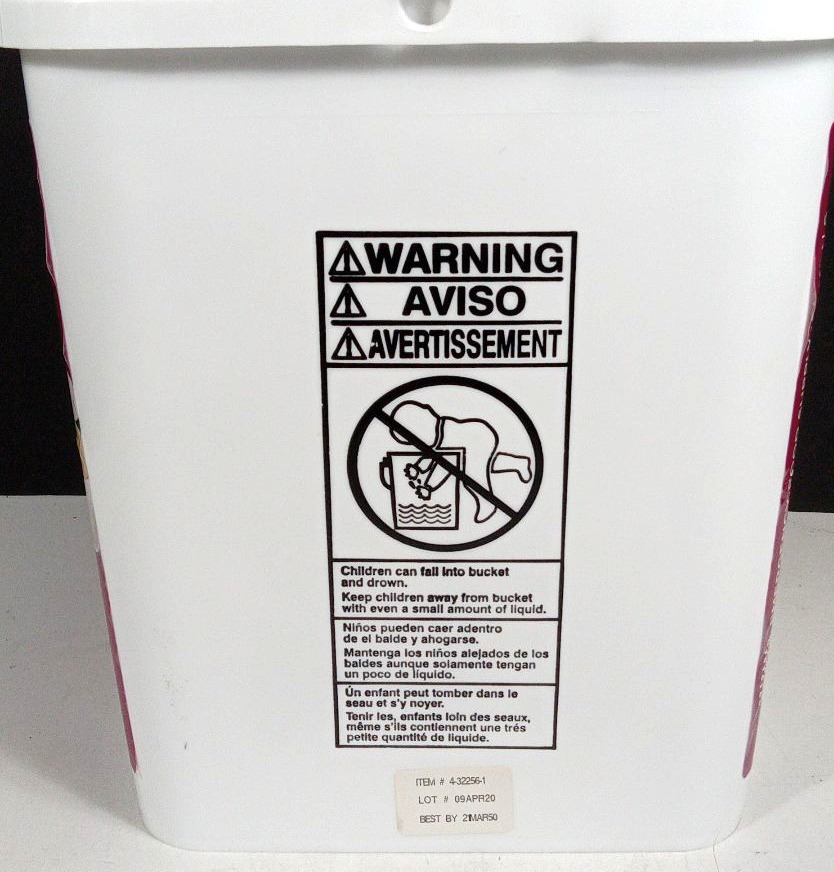 WARNING
AVISO
AVERTISSEMENT
Children can fall into bucket
and drown.
Keep children away from bucket
with even a small amount of liquid.
Niños pueden caer adentro
de el balde y ahogarse.
Mantenga los niños alejados de los
baldes aunque solamente tengan
un poco de líquido.
Ún enfant peut tomber dans le
seau et s'y noyer.
Tenir les, enfants loin des seaux,
même s'ils contiennent une trés
petite quantité de liquide.
ITEM # 4-32256-1
LOT # 09APR20
BEST BY 21MAR50